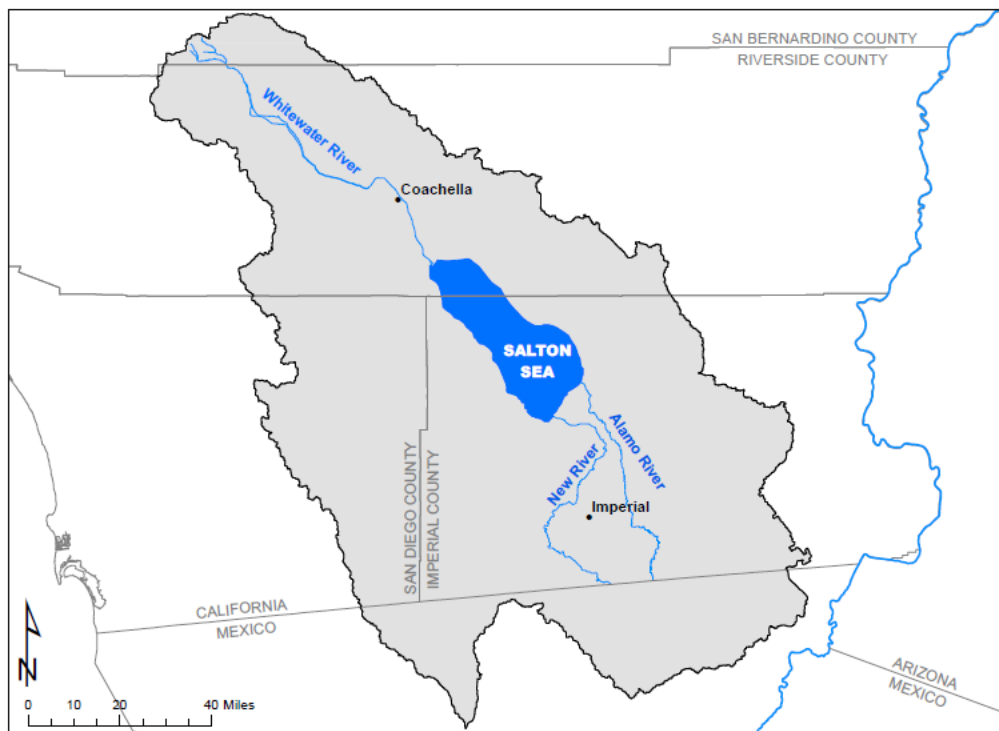 SAN BERNARDINO COUNTY
RIVERSIDE COUNTY
Whitewater River
Coachella
SALTON
SEA
Alamo River
New River
Imperial
SAN DIEGO COUNTY
IMPERIAL COUNTY
CALIFORNIA
MEXICO
ARIZONA
MEXICO
N
0 10 20 40 Miles